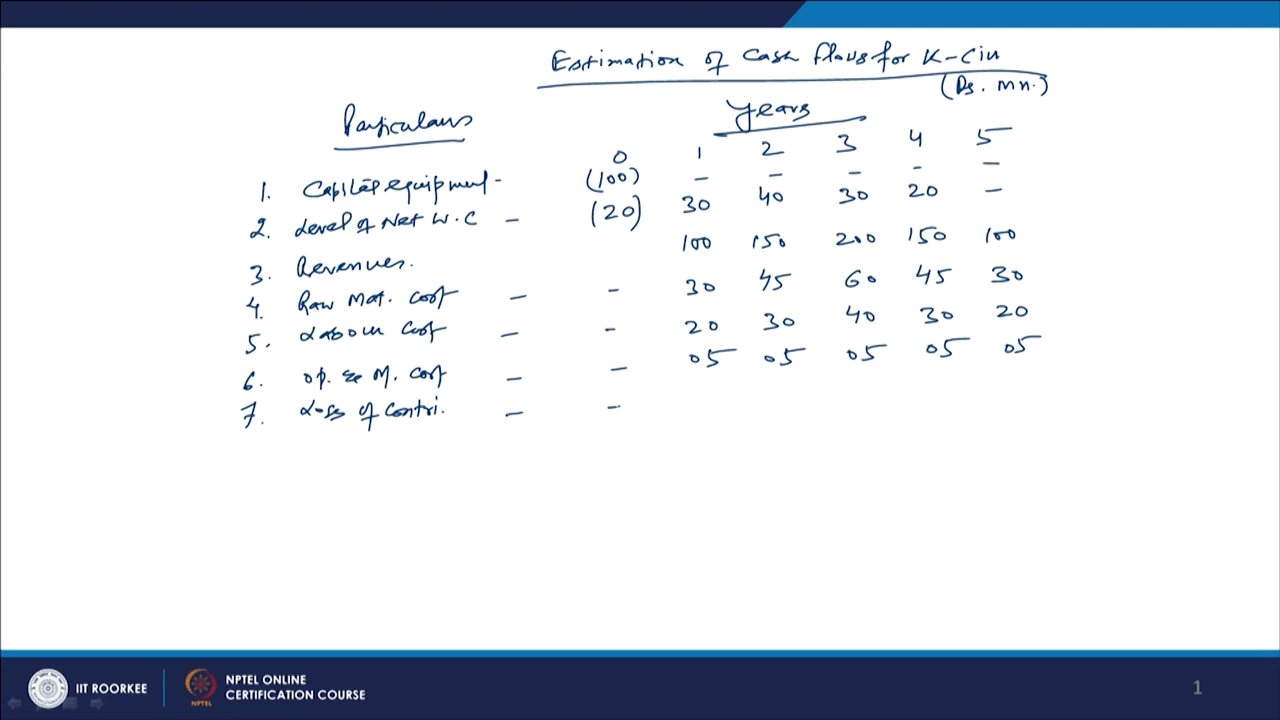 Estimation of Cash flows for K-Cin
(Rs. Mn.)
Particulars Years
0 1 2 3 4 5
1. Capital equipment - (100) - - - - -
2. Level of Net W.C - (20) 30 40 30 20 -
3. Revenues. 100 150 200 150 100
4. Raw Mat. Cost - - 30 45 60 45 30
5. Labour Cost - - 20 30 40 30 20
6. op. & M. Cost - - 05 05 05 05 05
7. Loss of Contri. - -
IIT ROORKEE
NPTEL
NPTEL ONLINE
CERTIFICATION COURSE
1